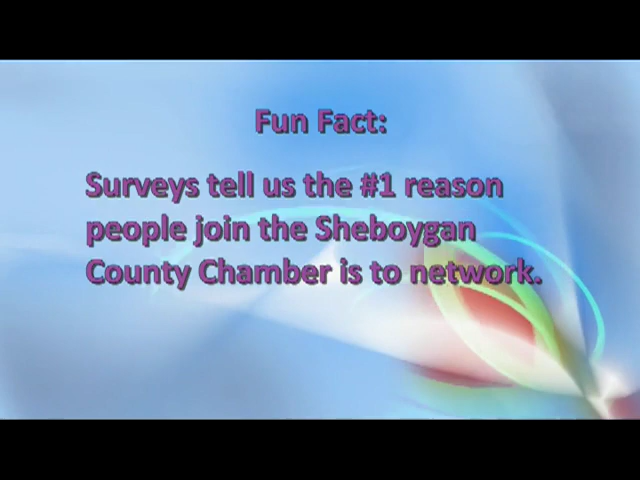 Fun Fact:
Surveys tell us the #1 reason
people join the Sheboygan
County Chamber is to network.